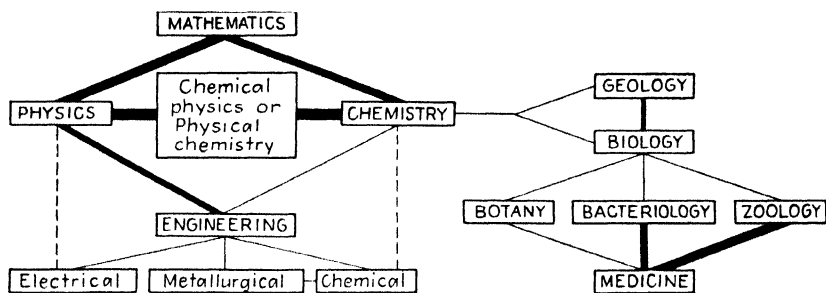 MATHEMATICS
PHYSICS
Chemical
physics or
Physical
chemistry
CHEMISTRY
GEOLOGY
BIOLOGY
BOTANY
BACTERIOLOGY
ZOOLOGY
ENGINEERING
Electrical
Metallurgical
Chemical
MEDICINE